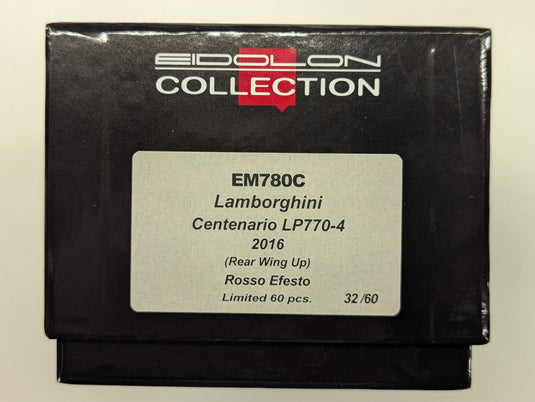 EIDOLON
COLLECTION
EM780C
Lamborghini
Centenario LP770-4
2016
(Rear Wing Up)
Rosso Efesto
Limited 60 pcs. 32/60